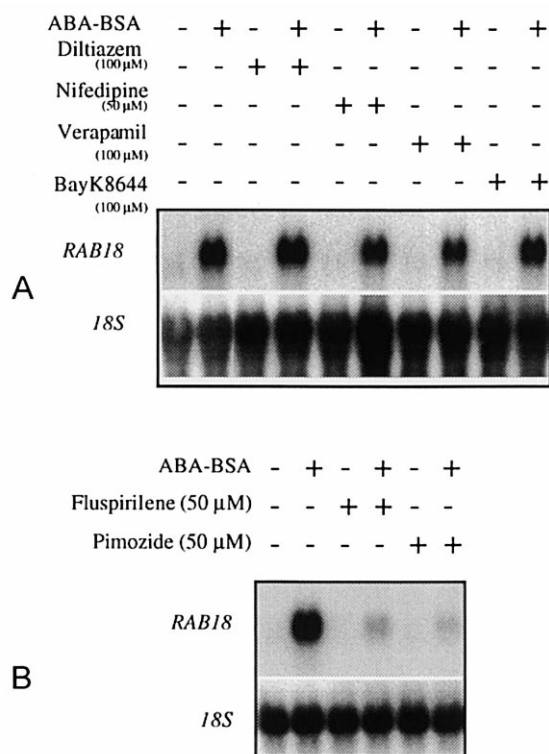 ABA-BSA - + - + - + - + - +
Diltiazem
(100 µM) - - + + - - - - - -
Nifedipine
(50 µM) - - - - + + - - - -
Verapamil
(100 µM) - - - - - - + + - -
BayK8644 - - - - - - - - + +
(100 µM)
RAB18
A
18S
ABA-BSA - + - + - +
Fluspirilene (50 µM) - - + + - -
Pimozide (50 µM) - - - - + +
RAB18
B
18S